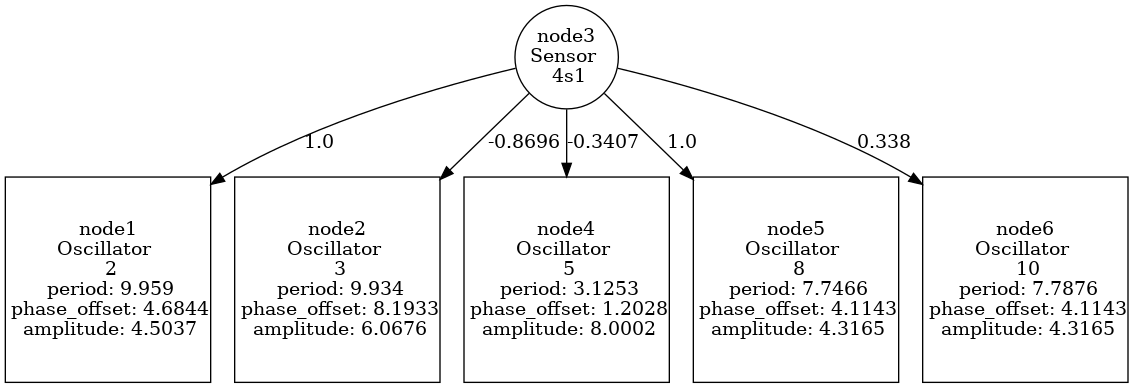 node3
Sensor
4s1
1.0
-0.8696
-0.3407
1.0
0.338
node1
Oscillator
2
period: 9.959
phase_offset: 4.6844
amplitude: 4.5037
node2
Oscillator
3
period: 9.934
phase_offset: 8.1933
amplitude: 6.0676
node4
Oscillator
5
period: 3.1253
phase_offset: 1.2028
amplitude: 8.0002
node5
Oscillator
8
period: 7.7466
phase_offset: 4.1143
amplitude: 4.3165
node6
Oscillator
10
period: 7.7876
phase_offset: 4.1143
amplitude: 4.3165